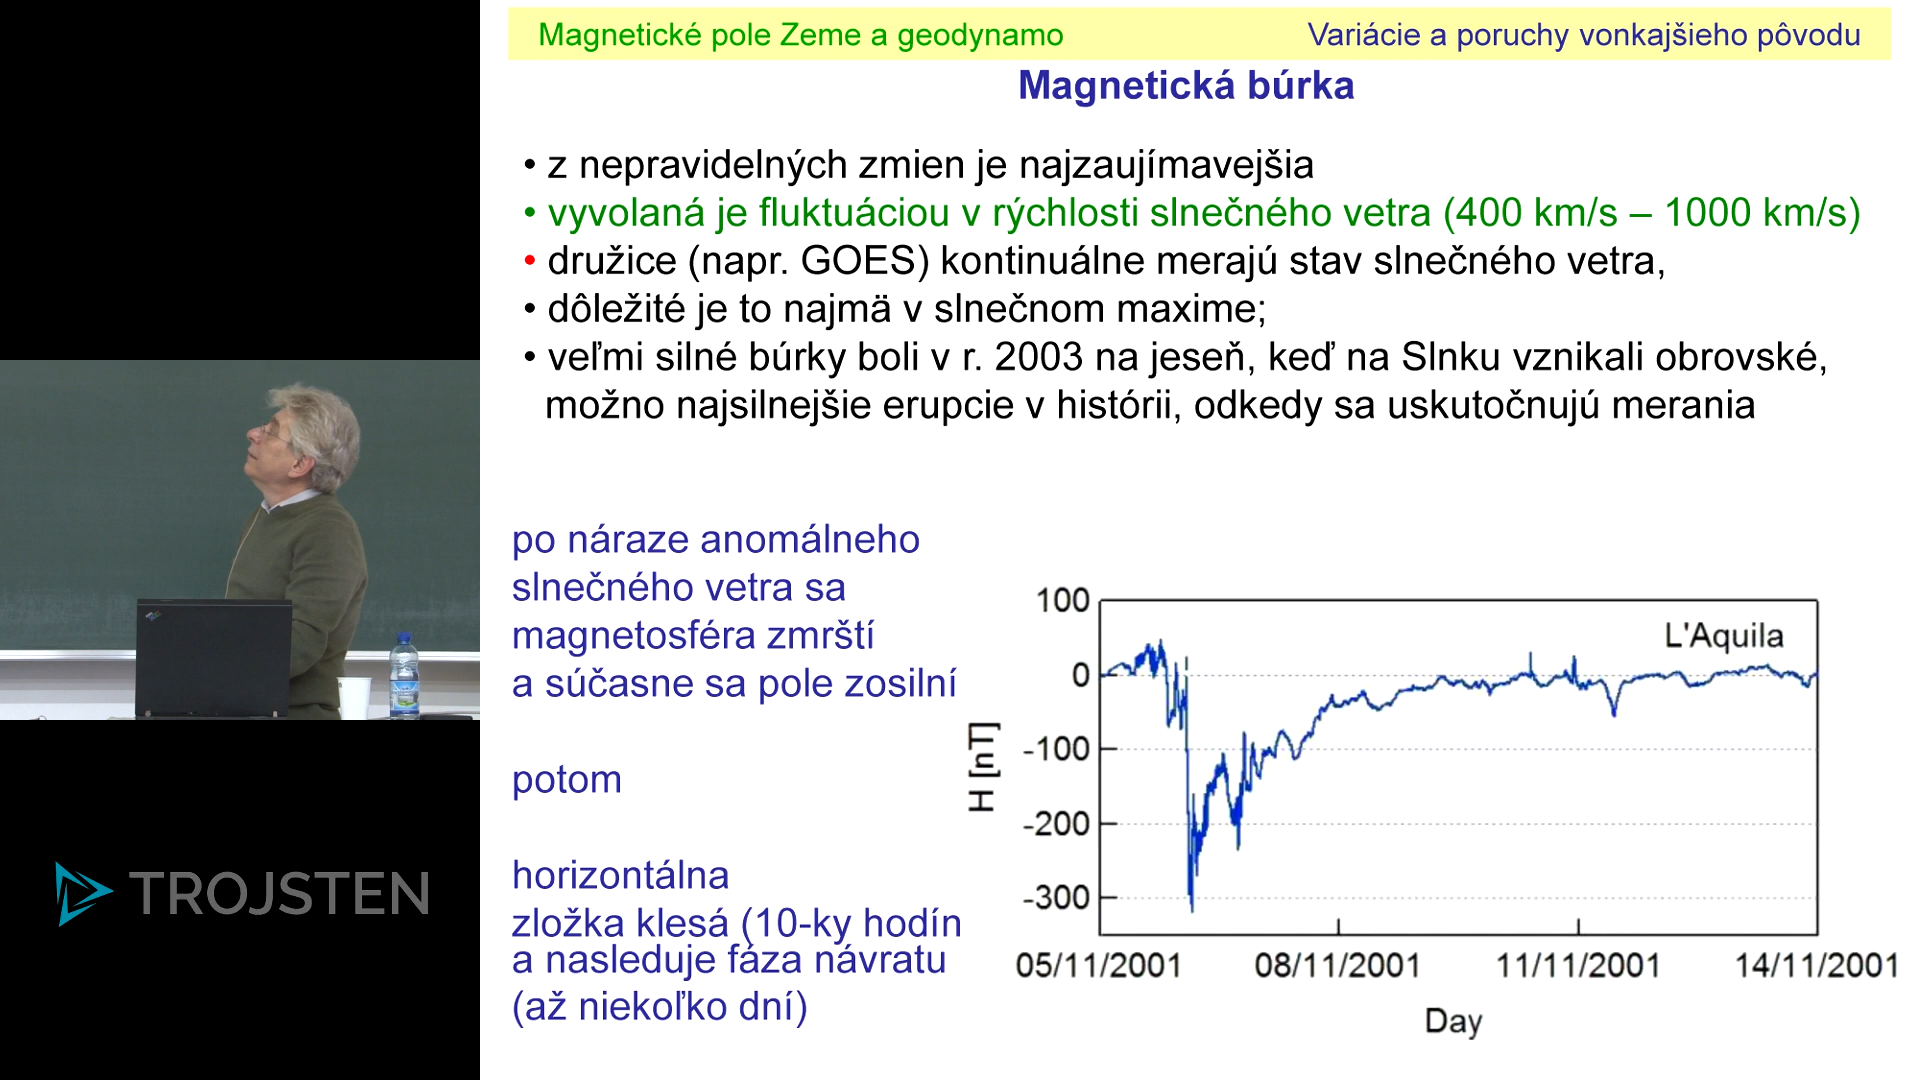 Magnetické pole Zeme a geodynamo
Variácie a poruchy vonkajšieho pôvodu
Magnetická búrka
• z nepravidelných zmien je najzaujímavejšia
• vyvolaná je fluktuáciou v rýchlosti slnečného vetra (400 km/s – 1000 km/s)
• družice (napr. GOES) kontinuálne merajú stav slnečného vetra,
• dôležité je to najmä v slnečnom maxime;
• veľmi silné búrky boli v r. 2003 na jeseň, keď na Slnku vznikali obrovské,
možno najsilnejšie erupcie v histórii, odkedy sa uskutočnujú merania
po náraze anomálneho
slnečného vetra sa
magnetosféra zmrští
a súčasne sa pole zosilní
potom
horizontálna
zložka klesá (10-ky hodín
a nasleduje fáza návratu
(až niekoľko dní)
L'Aquila
H [nT]
100
0
-100
-200
-300
05/11/2001
08/11/2001
11/11/2001
14/11/2001
Day
TROJSTEN